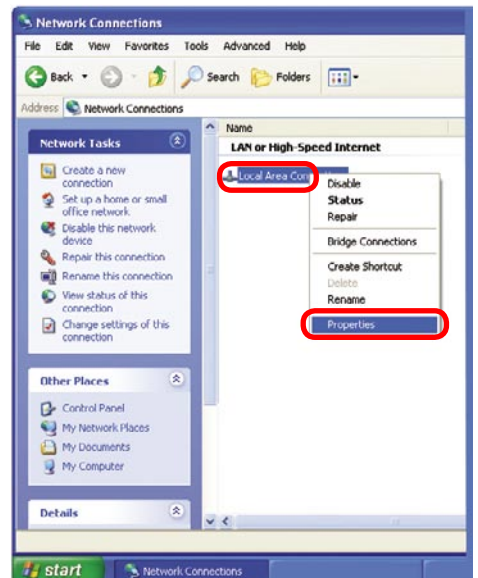 Network Connections
File Edit View Favorites Tools Advanced Help
Back Search Folders
Address Network Connections
Network Tasks
Create a new
connection
Set up a home or small
office network
Disable this network
device
Repair this connection
Rename this connection
View status of this
connection
Change settings of this
connection
Other Places
Control Panel
My Network Places
My Documents
My Computer
Details
Name
LAN or High-Speed Internet
Local Area Con
Disable
Status
Repair
Bridge Connections
Create Shortcut
Delete
Rename
Properties
start Network Connections